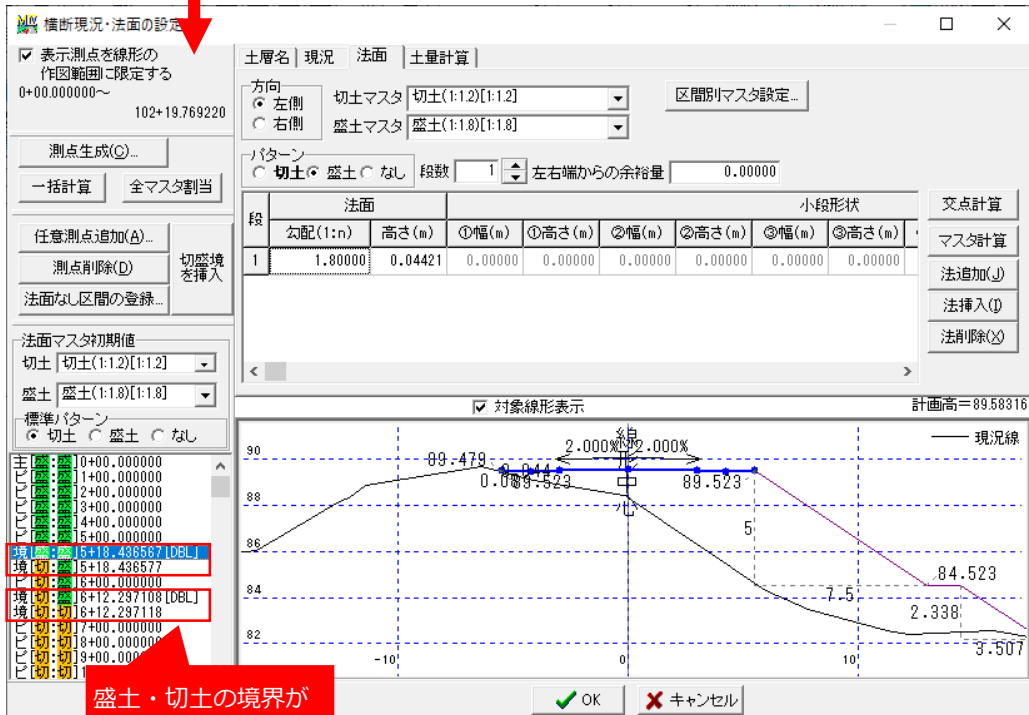 横断現況・法面の設定
表示測点を線形の
作図範囲に限定する
0+00.000000～
102+19.769220
測点生成(C)...
一括計算 全マスタ割当
任意測点追加(A)...
測点削除(D)
法面なし区間の登録...
切盛境
を挿入
法面マスタ初期値
切土 切土(1:1.2)[1:1.2]
盛土 盛土(1:1.8)[1:1.8]
標準パターン
切土 盛土 なし
主[盛:盛]0+00.000000
ピ[盛:盛]1+00.000000
ピ[盛:盛]2+00.000000
ピ[盛:盛]3+00.000000
ピ[盛:盛]4+00.000000
ピ[盛:盛]5+00.000000
境[盛:盛]5+18.436567[DBL]
境[切:盛]5+18.436577
ピ[切:盛]6+00.000000
境[切:盛]6+12.297108[DBL]
境[切:切]6+12.297118
ピ[切:切]7+00.000000
ピ[切:切]8+00.000000
ピ[切:切]9+00.000
ピ[切:切]1
盛土・切土の境界が
土層名 現況 法面 土量計算
方向
左側
右側
切土マスタ 切土(1:1.2)[1:1.2]
盛土マスタ 盛土(1:1.8)[1:1.8]
区間別マスタ設定...
パターン
切土 盛土 なし 段数 1 左右端からの余裕量 0.00000
段 法面 小段形状
勾配(1:n) 高さ(m) ①幅(m) ①高さ(m) ②幅(m) ②高さ(m) ③幅(m) ③高さ(m)
1 1.80000 0.04421 0.00000 0.00000 0.00000 0.00000 0.00000 0.00000
交点計算
マスタ計算
法追加(J)
法挿入(I)
法削除(X)
対象線形表示
計画高=89.58316
現況線
90
88
86
84
82
-10
0
10
89.479
0.044
89.523
2.000%
2.000%
89.523
線
形
中
心
5
7.5
84.523
2.338
3.507
OK
キャンセル